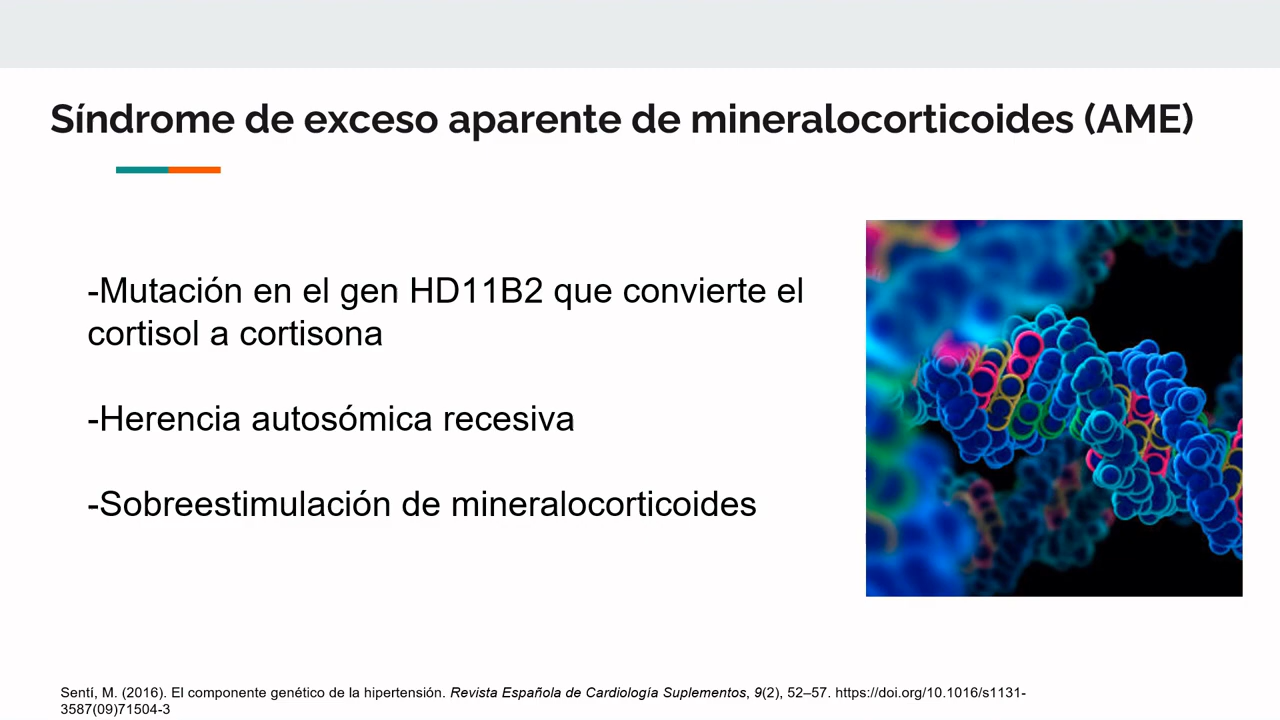 Síndrome de exceso aparente de mineralocorticoides (AME)
-Mutación en el gen HD11B2 que convierte el
cortisol a cortisona
-Herencia autosómica recesiva
-Sobreestimulación de mineralocorticoides
Sentí, M. (2016). El componente genético de la hipertensión. Revista Española de Cardiología Suplementos, 9(2), 52–57. https://doi.org/10.1016/s1131-
3587(09)71504-3